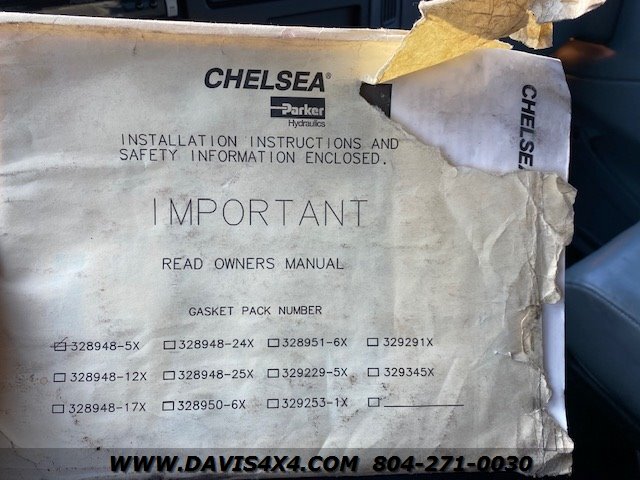 CHELSEA®
Parker
Hydraulics
CHELSEA
INSTALLATION INSTRUCTIONS AND
SAFETY INFORMATION ENCLOSED.
IMPORTANT
READ OWNERS MANUAL
GASKET PACK NUMBER
328948-5X 328948-24X 328951-6X 329291X
328948-12X 328948-25X 329229-5X 329345X
328948-17X 328950-6X 329253-1X
WWW.DAVIS4X4.COM 804-271-0030